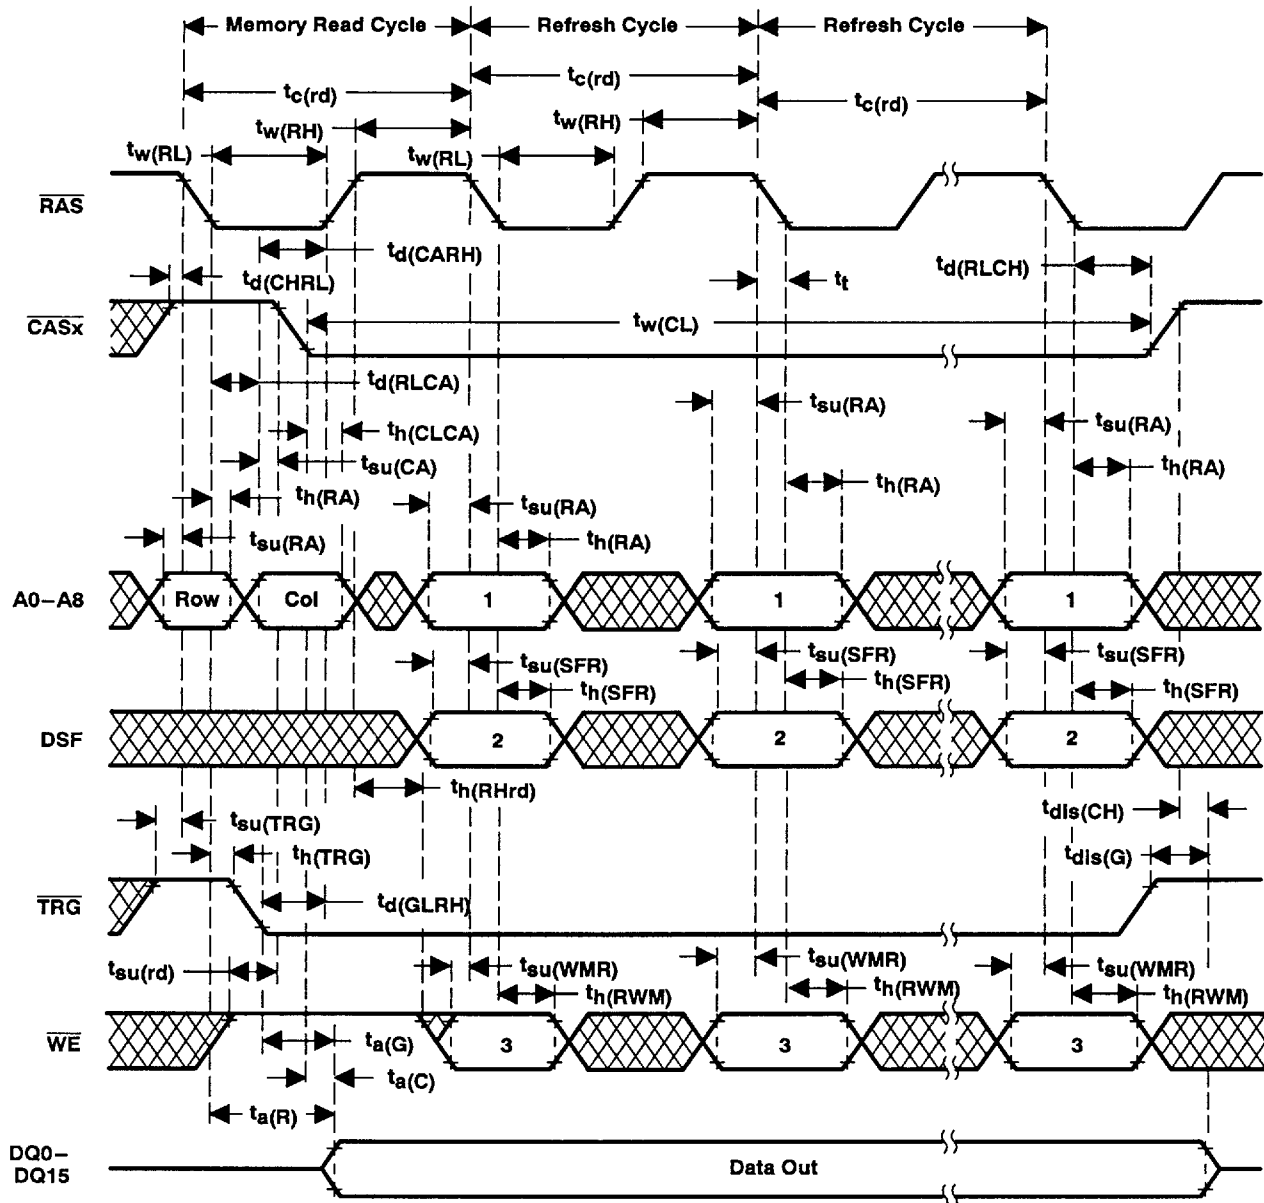 Memory Read Cycle Refresh Cycle Refresh Cycle
tc(rd) tc(rd) tc(rd)
tw(RH) tw(RH)
tw(RL) tw(RL)
RAS
td(CARH)
td(CHRL) tt td(RLCH)
CASx tw(CL)
td(RLCA) tsu(RA)
th(CLCA) tsu(RA)
tsu(CA)
th(RA) th(RA) th(RA)
tsu(RA) tsu(RA)
th(RA)
A0–A8 Row Col 1 1 1
tsu(SFR) tsu(SFR) tsu(SFR)
th(SFR) th(SFR) th(SFR)
DSF 2 2 2
th(RHrd)
tsu(TRG) tdis(CH)
th(TRG) tdis(G)
TRG td(GLRH)
tsu(rd) tsu(WMR) tsu(WMR) tsu(WMR)
th(RWM) th(RWM) th(RWM)
WE ta(G) 3 3 3
ta(C)
ta(R)
DQ0–
DQ15 Data Out